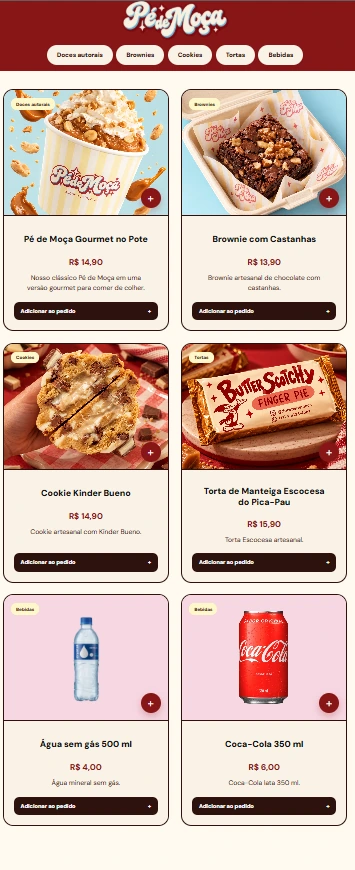 Pé de Moça
Doces autorais
Brownies
Cookies
Tortas
Bebidas
Doces autorais
Pé de Moça
+
Pé de Moça Gourmet no Pote
R$ 14,90
Nosso clássico Pé de Moça em uma
versão gourmet para comer de colher.
Adicionar ao pedido +
Brownies
+
Brownie com Castanhas
R$ 13,90
Brownie artesanal de chocolate com
castanhas.
Adicionar ao pedido +
Cookies
+
Cookie Kinder Bueno
R$ 14,90
Cookie artesanal com Kinder Bueno.
Adicionar ao pedido +
Tortas
BUTTER SCOTCHY
FINGER PIE
+
Torta de Manteiga Escocesa
do Pica-Pau
R$ 15,90
Torta Escocesa artesanal.
Adicionar ao pedido +
Bebidas
+
Água sem gás 500 ml
R$ 4,00
Água mineral sem gás.
Adicionar ao pedido +
Bebidas
Coca-Cola
+
Coca-Cola 350 ml
R$ 6,00
Coca-Cola lata 350 ml.
Adicionar ao pedido +